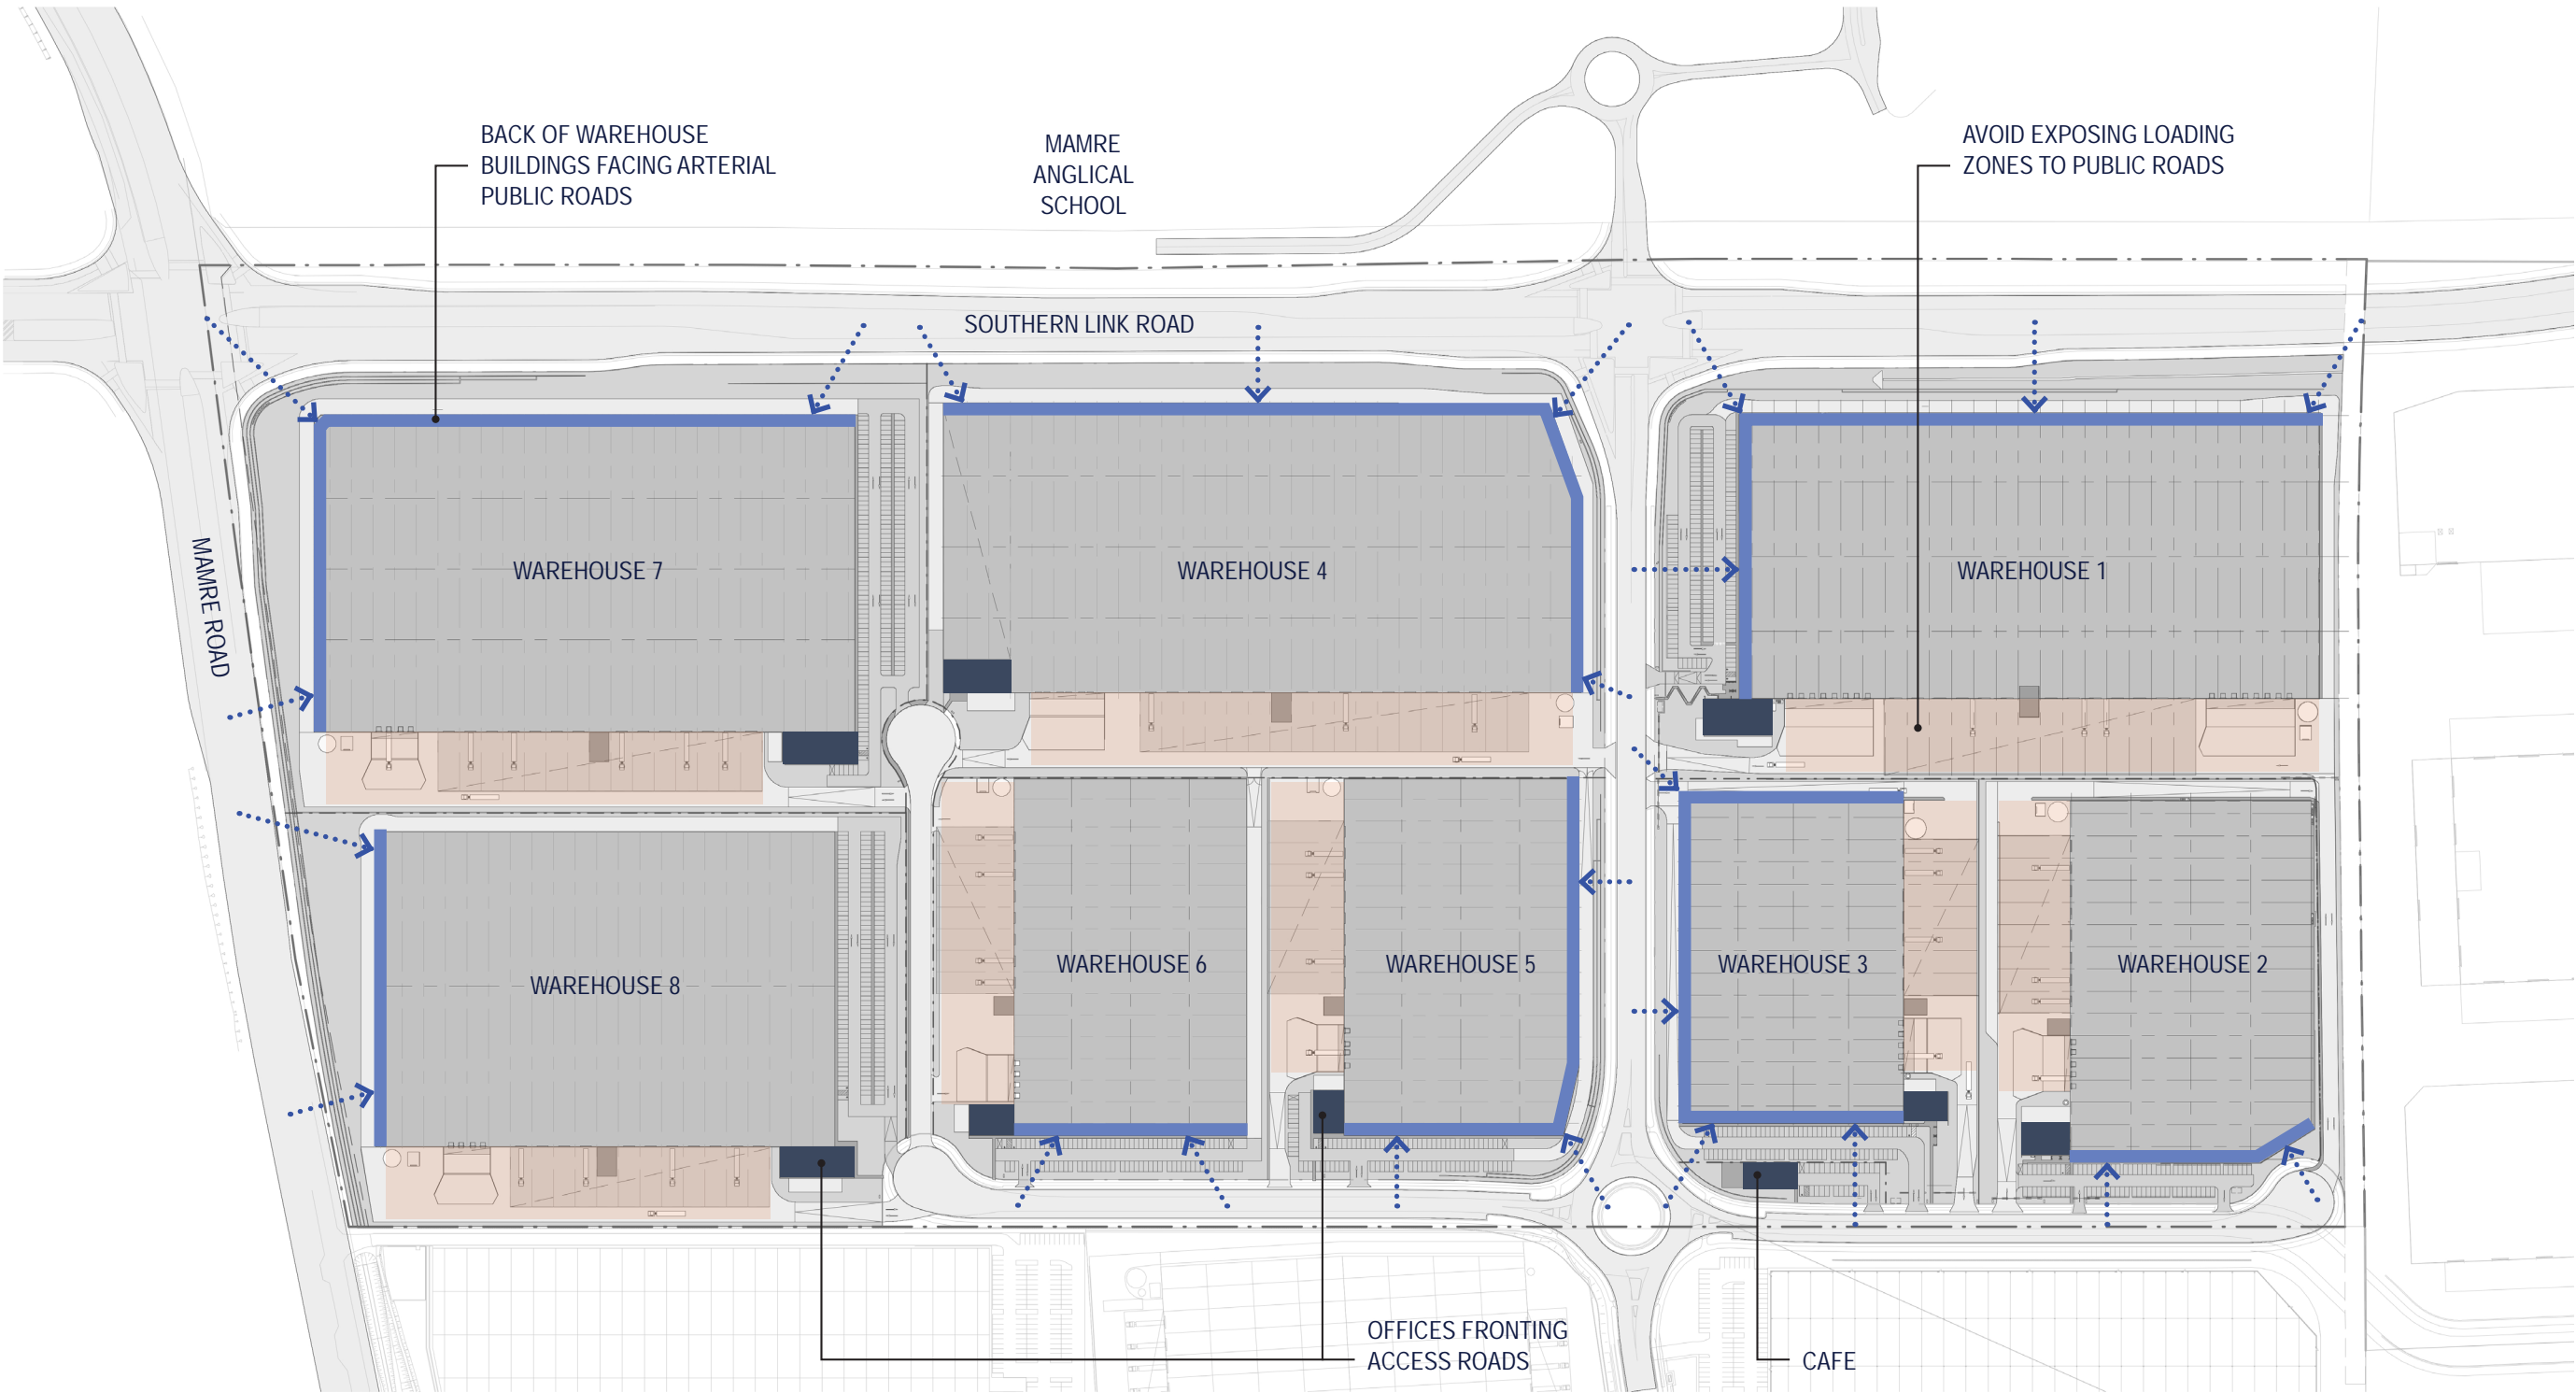 BACK OF WAREHOUSE
BUILDINGS FACING ARTERIAL
PUBLIC ROADS
MAMRE
ANGLICAL
SCHOOL
AVOID EXPOSING LOADING
ZONES TO PUBLIC ROADS
SOUTHERN LINK ROAD
MAMRE ROAD
WAREHOUSE 7
WAREHOUSE 4
WAREHOUSE 1
WAREHOUSE 8
WAREHOUSE 6
WAREHOUSE 5
WAREHOUSE 3
WAREHOUSE 2
OFFICES FRONTING
ACCESS ROADS
CAFE